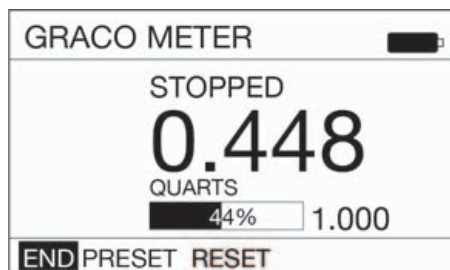 GRACO METER
STOPPED
0.448
QUARTS
44% 1.000
END PRESET RESET